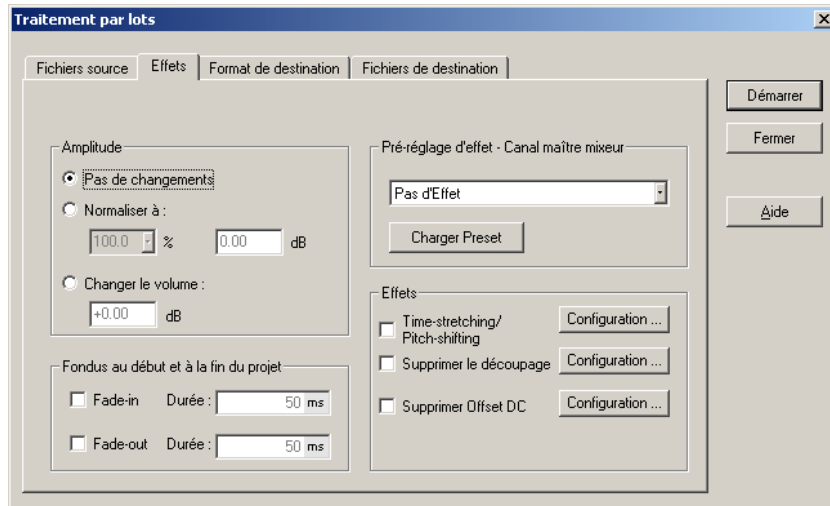 Traitement par lots
Fichiers source
Effets
Format de destination
Fichiers de destination
Démarrer
Fermer
Aide
Amplitude
Pas de changements
Normaliser à :
100.0 % 0.00 dB
Changer le volume :
+0.00 dB
Fondus au début et à la fin du projet
Fade-in Durée : 50 ms
Fade-out Durée : 50 ms
Pré-réglage d'effet - Canal maître mixeur
Pas d'Effet
Charger Preset
Effets
Time-stretching/
Pitch-shifting
Configuration ...
Supprimer le découpage Configuration ...
Supprimer Offset DC Configuration ...